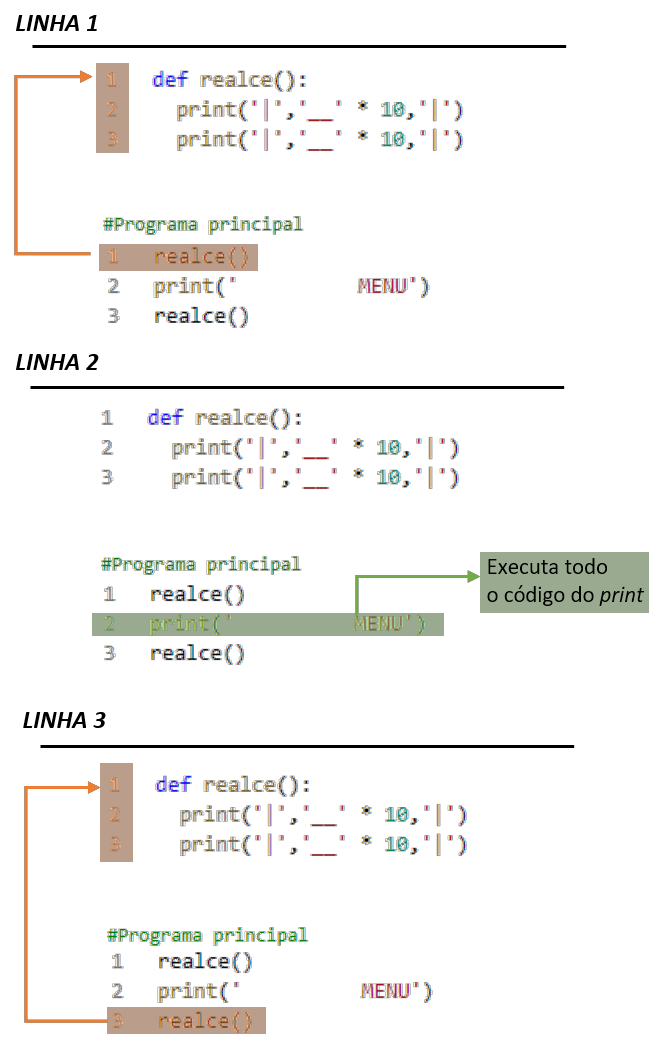 LINHA 1
1 def realce():
2 print('|','__' * 10,'|')
3 print('|','__' * 10,'|')
#Programa principal
1 realce()
2 print('          MENU')
3 realce()
LINHA 2
1 def realce():
2 print('|','__' * 10,'|')
3 print('|','__' * 10,'|')
#Programa principal
1 realce()
2 print('          MENU')
3 realce()
Executa todo
o código do print
LINHA 3
1 def realce():
2 print('|','__' * 10,'|')
3 print('|','__' * 10,'|')
#Programa principal
1 realce()
2 print('          MENU')
3 realce()